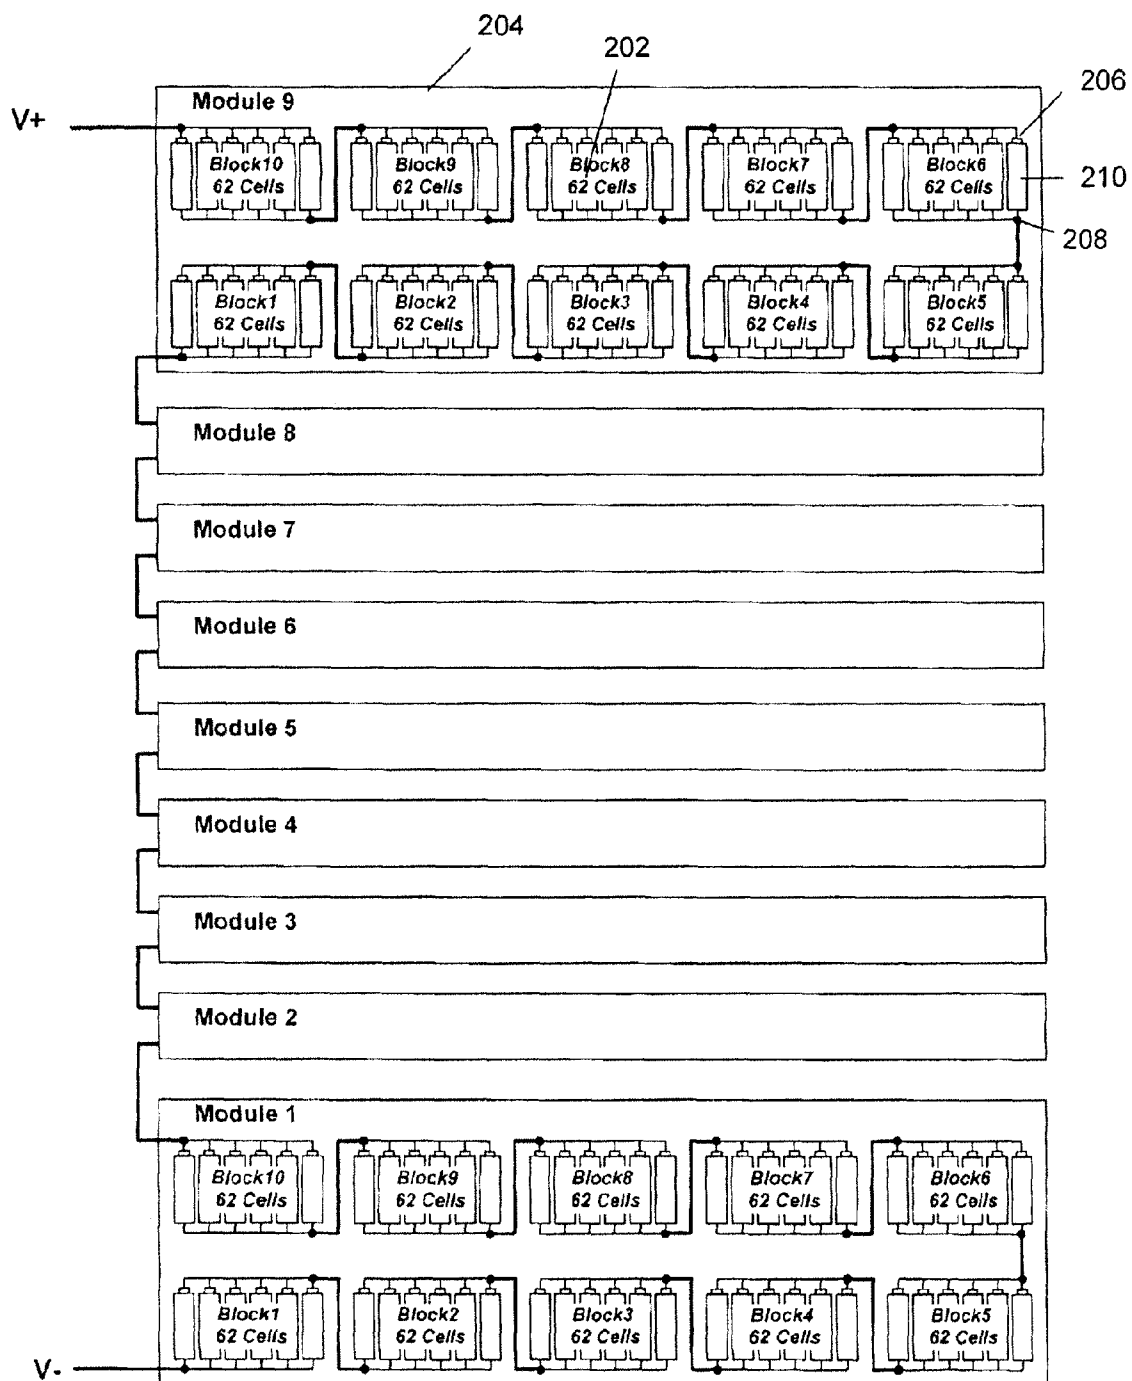 204
202
206
Module 9
V+
Block10
62 Cells
Block9
62 Cells
Block8
62 Cells
Block7
62 Cells
Block6
62 Cells
210
208
Block1
62 Cells
Block2
62 Cells
Block3
62 Cells
Block4
62 Cells
Block5
62 Cells
Module 8
Module 7
Module 6
Module 5
Module 4
Module 3
Module 2
Module 1
Block10
62 Cells
Block9
62 Cells
Block8
62 Cells
Block7
62 Cells
Block6
62 Cells
Block1
62 Cells
Block2
62 Cells
Block3
62 Cells
Block4
62 Cells
Block5
62 Cells
V-